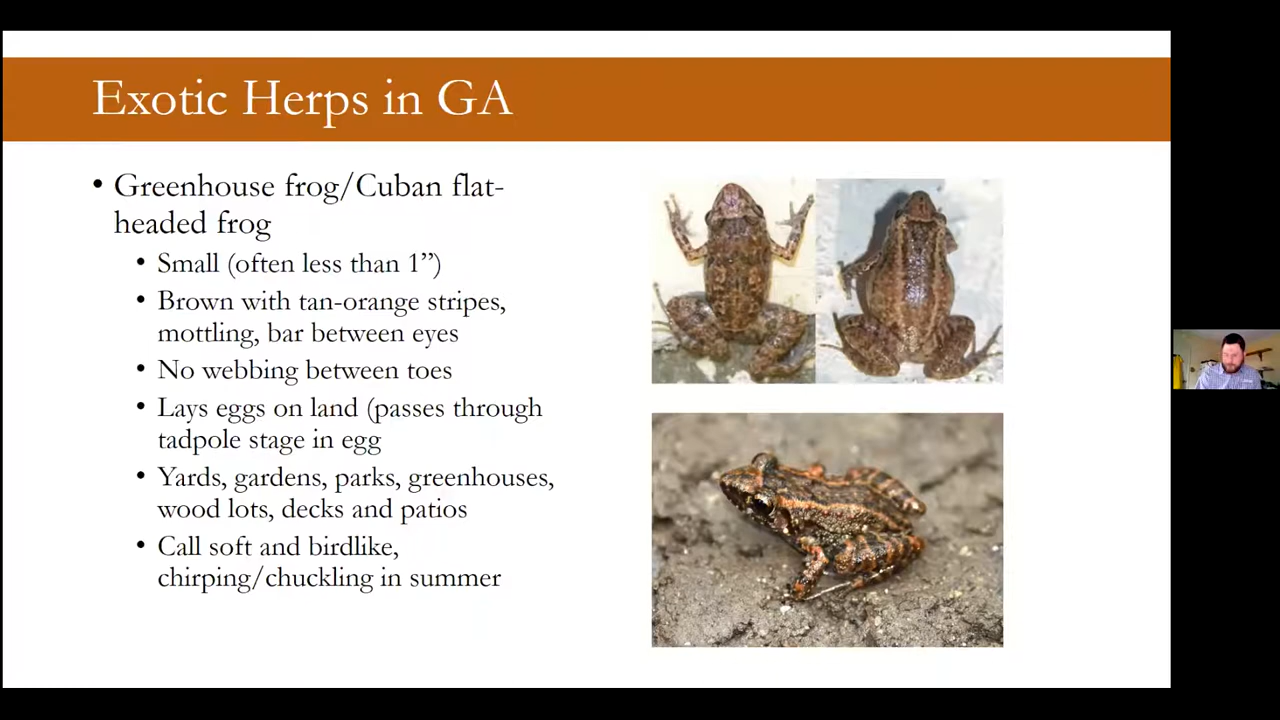 Exotic Herps in GA
• Greenhouse frog/Cuban flat-
headed frog
• Small (often less than 1”)
• Brown with tan-orange stripes,
mottling, bar between eyes
• No webbing between toes
• Lays eggs on land (passes through
tadpole stage in egg
• Yards, gardens, parks, greenhouses,
wood lots, decks and patios
• Call soft and birdlike,
chirping/chuckling in summer